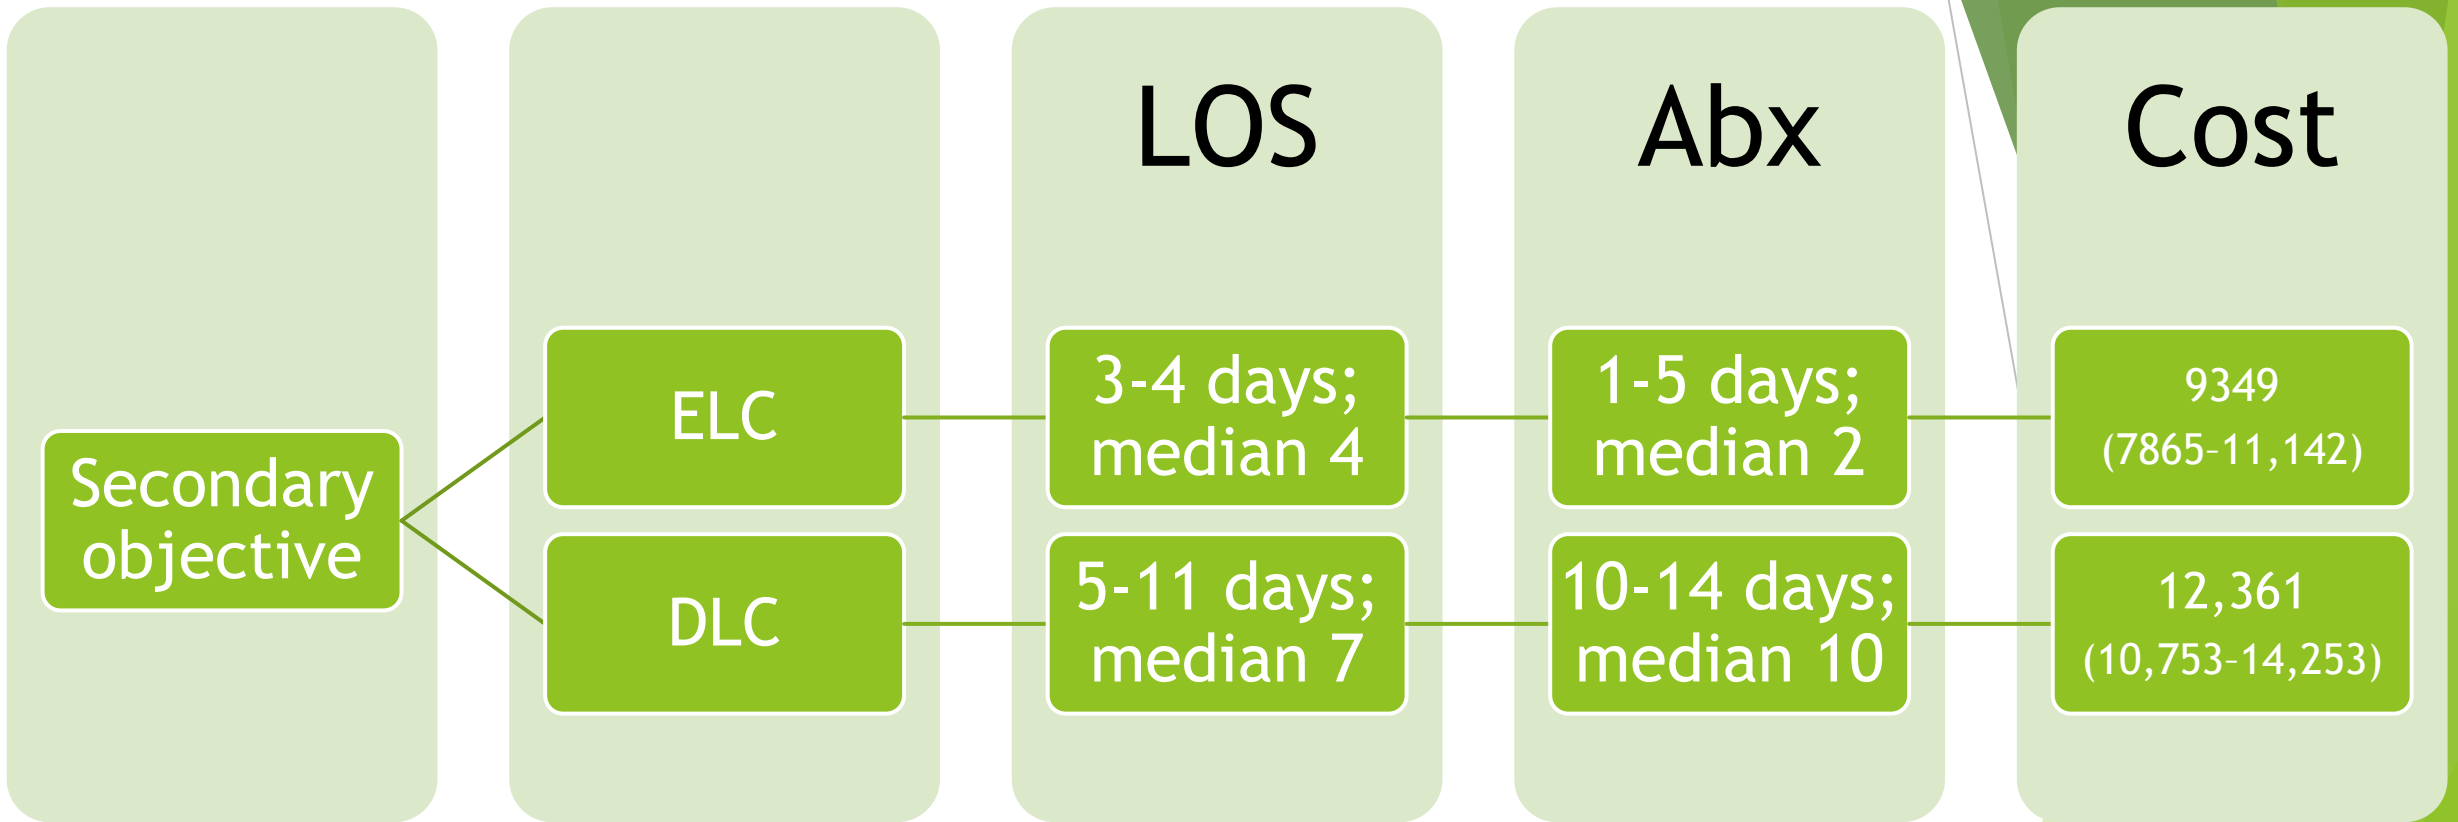 LOS
Abx
Cost
Secondary
objective
ELC
3-4 days;
median 4
1-5 days;
median 2
9349
(7865–11,142)
DLC
5-11 days;
median 7
10-14 days;
median 10
12,361
(10,753–14,253)